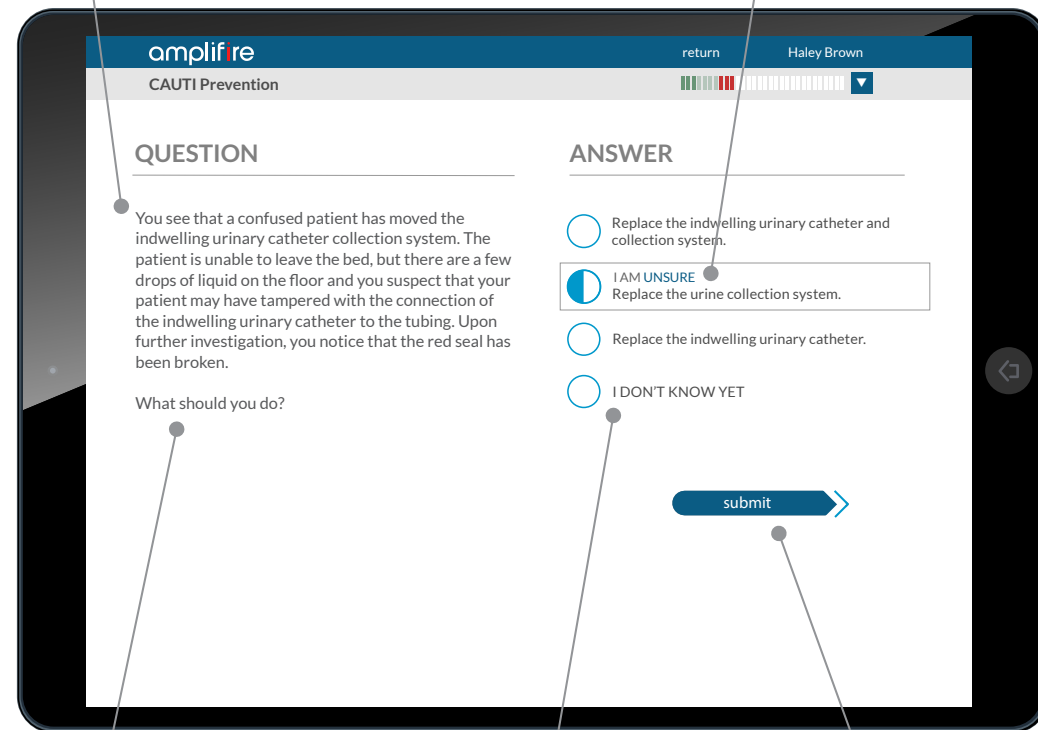 amplifire
return
Haley Brown
CAUTI Prevention
QUESTION
You see that a confused patient has moved the
indwelling urinary catheter collection system. The
patient is unable to leave the bed, but there are a few
drops of liquid on the floor and you suspect that your
patient may have tampered with the connection of
the indwelling urinary catheter to the tubing. Upon
further investigation, you notice that the red seal has
been broken.
What should you do?
ANSWER
Replace the indwelling urinary catheter and
collection system.
I AM UNSURE
Replace the urine collection system.
Replace the indwelling urinary catheter.
I DON'T KNOW YET
submit